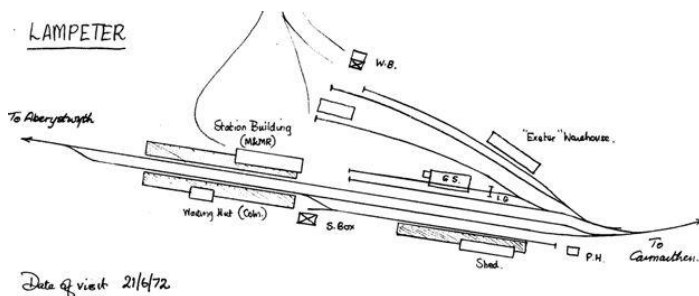 LAMPETER
W.B.
To Aberystwyth
Station Building
(M&MR)
"Exeter" Warehouse.
G S.
L.G
Waiting Hut (Colm.)
S.Box
Shed.
P.H.
To
Carmarthen.
Date of visit 21/6/72